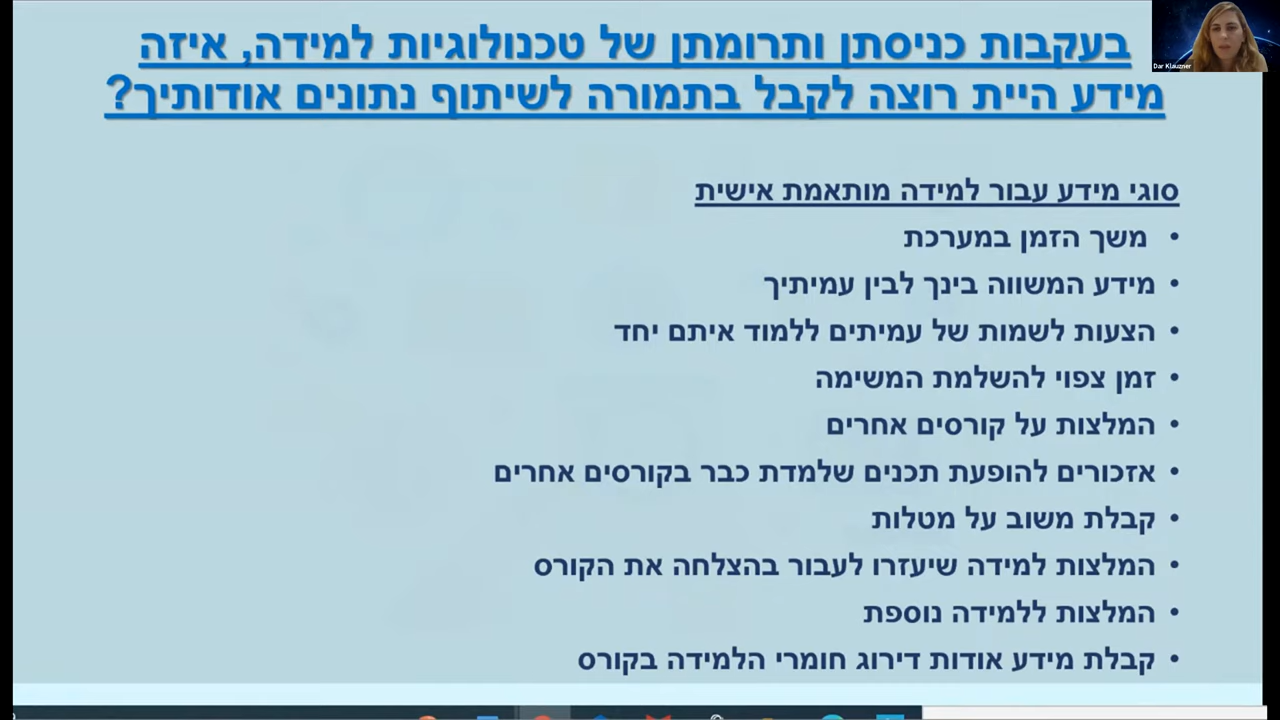 בעקבות כניסתן ותרומתן של טכנולוגיות למידה, איזה
מידע היית רוצה לקבל בתמורה לשיתוף נתונים אודותיך?
Dar Klauzner
סוגי מידע עבור למידה מותאמת אישית
• משך הזמן במערכת
• מידע המשווה בינך לבין עמיתיך
• הצעות לשמות של עמיתים ללמוד איתם יחד
• זמן צפוי להשלמת המשימה
• המלצות על קורסים אחרים
• אזכורים להופעת תכנים שלמדת כבר בקורסים אחרים
• קבלת משוב על מטלות
• המלצות למידה שיעזרו לעבור בהצלחה את הקורס
• המלצות ללמידה נוספת
• קבלת מידע אודות דירוג חומרי הלמידה בקורס